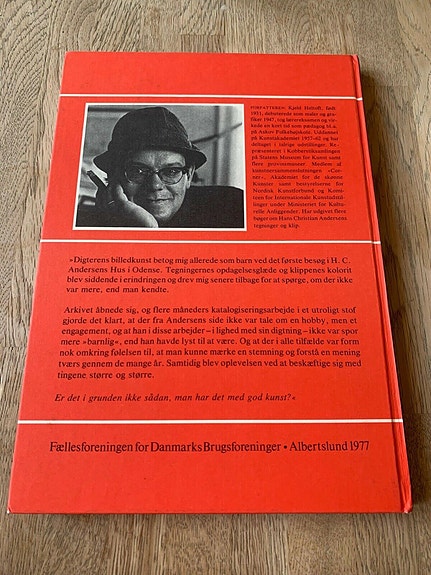 FORFATTEREN: Kjeld Heltoft, født
1931, debuterede som maler og gra-
fiker 1947, tog lærereksamen og vir-
kede en kort tid som pædagog bl.a.
på Askov Folkehøjskole. Uddannet
på Kunstakademiet 1957-62 og har
deltaget i talrige udstillinger. Re-
præsenteret i Kobberstiksamlingen
på Statens Museum for Kunst samt
flere provinsmuseer. Medlem af
kunstnersammenslutningen »Cor-
ner«, Akademiet for de skønne
Kunster samt bestyrelserne for
Nordisk Kunstforbund og Komi-
teen for Internationale Kunstudstil-
linger under Ministeriet for Kultu-
relle Anliggender. Har udgivet flere
bøger om Hans Christian Andersens
tegninger og klip.
»Digterens billedkunst betog mig allerede som barn ved det første besøg i H. C.
Andersens Hus i Odense. Tegningernes opdagelsesglæde og klippenes kolorit
blev siddende i erindringen og drev mig senere tilbage for at spørge, om der ikke
var mere, end man kendte.
Arkivet åbnede sig, og flere måneders katalogiseringsarbejde i et utroligt stof
gjorde det klart, at der fra Andersens side ikke var tale om en hobby, men et
engagement, og at han i disse arbejder – i lighed med sin digtning – ikke var spor
mere »barnlig«, end han havde lyst til at være. Og at der i alle tilfælde var form
nok omkring følelsen til, at man kunne mærke en stemning og forstå en mening
tværs gennem de mange år. Samtidig blev oplevelsen ved at beskæftige sig med
tingene større og større.
Er det i grunden ikke sådan, man har det med god kunst?«
Fællesforeningen for Danmarks Brugsforeninger • Albertslund 1977